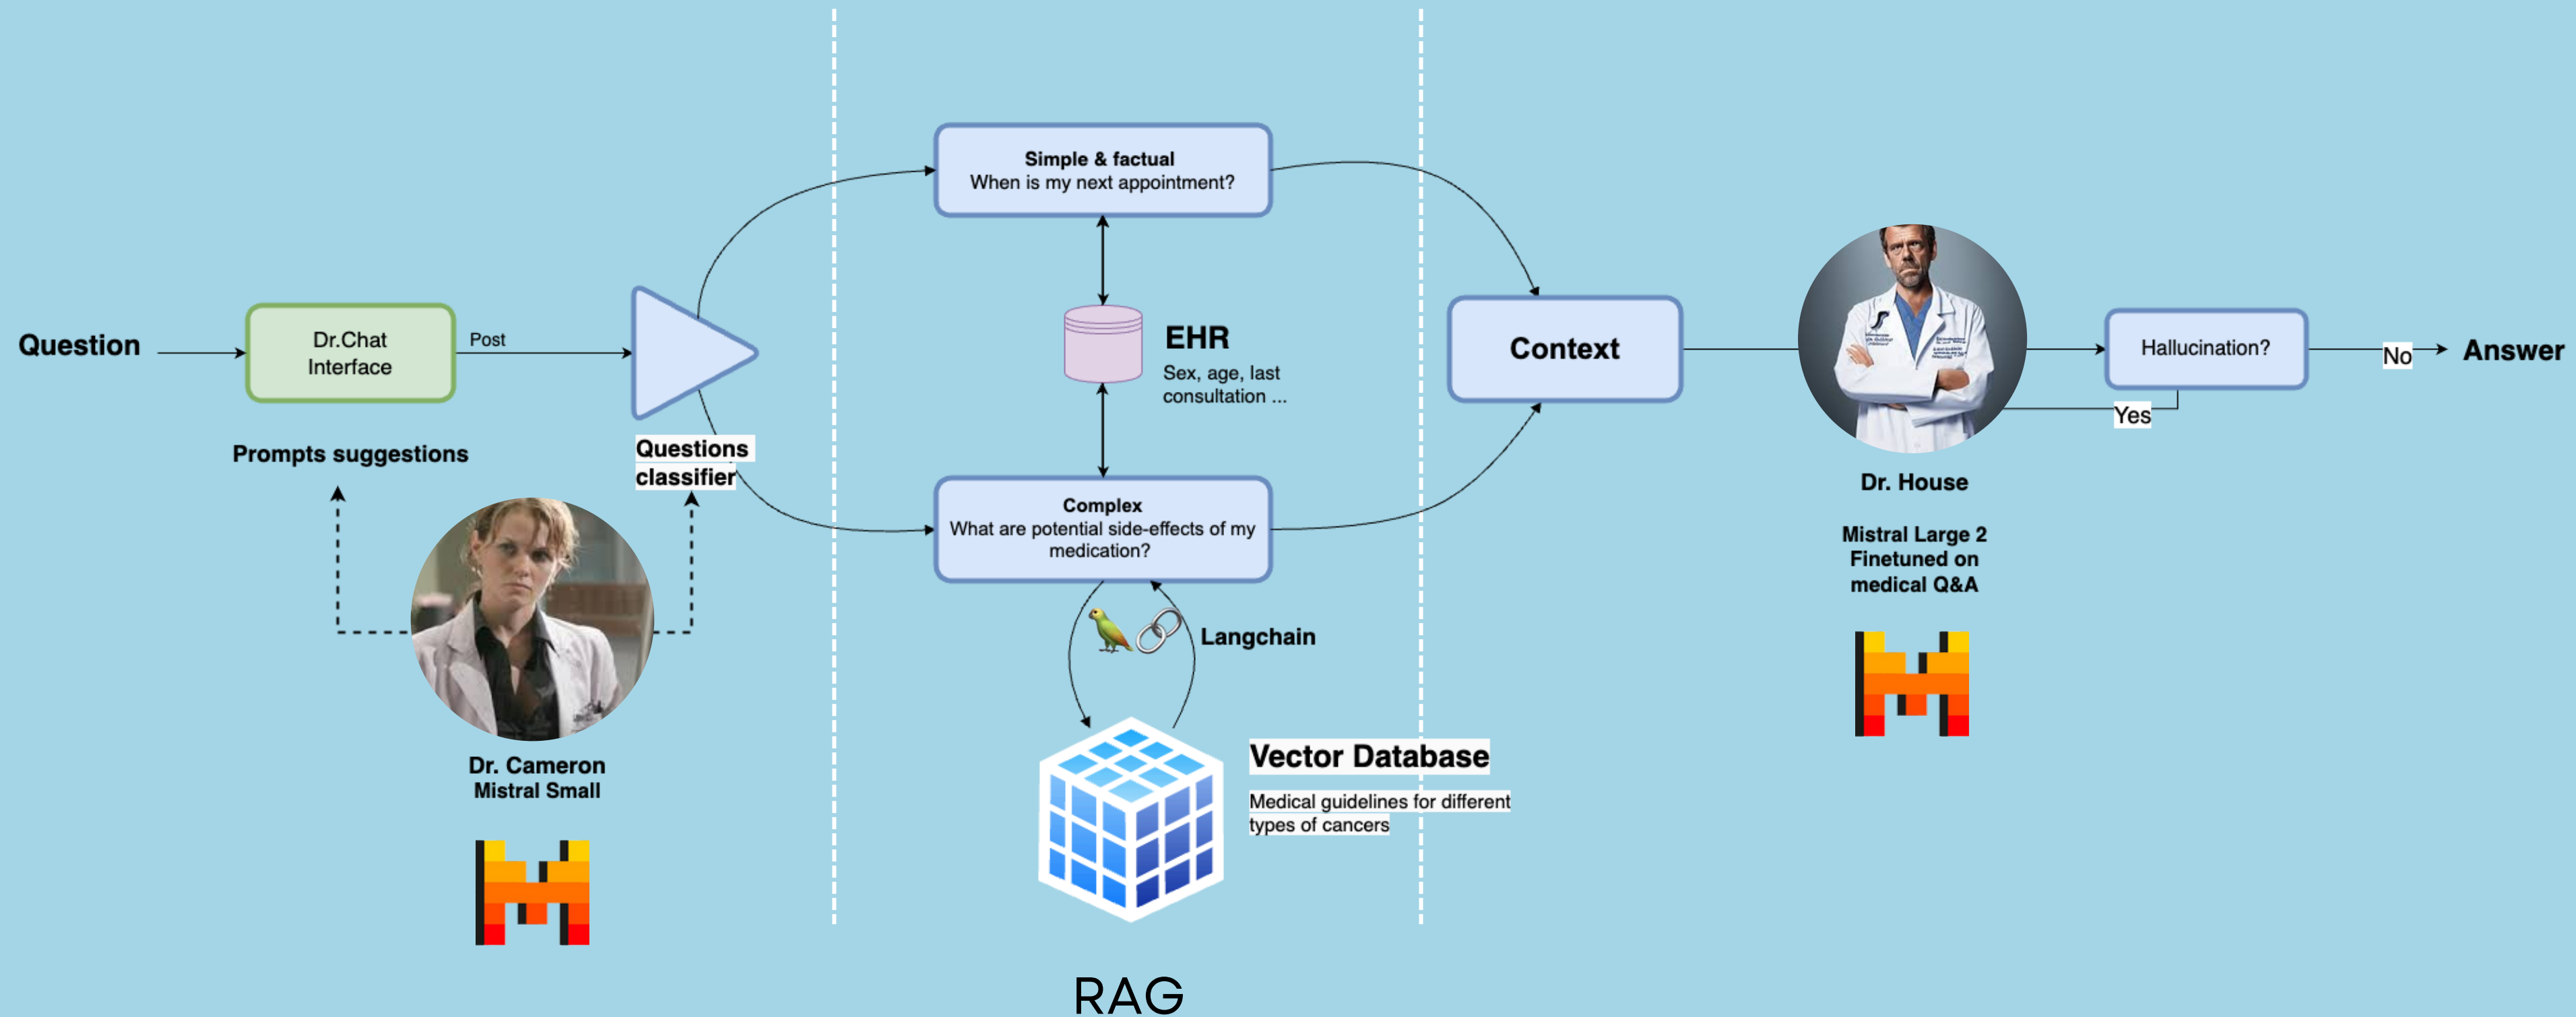 Question
Dr.Chat
Interface
Post
Prompts suggestions
Questions
classifier
Dr. Cameron
Mistral Small
Simple & factual
When is my next appointment?
EHR
Sex, age, last
consultation ...
Complex
What are potential side-effects of my
medication?
Langchain
Vector Database
Medical guidelines for different
types of cancers
RAG
Context
Dr. House
Mistral Large 2
Finetuned on
medical Q&A
Hallucination?
Yes
No
Answer